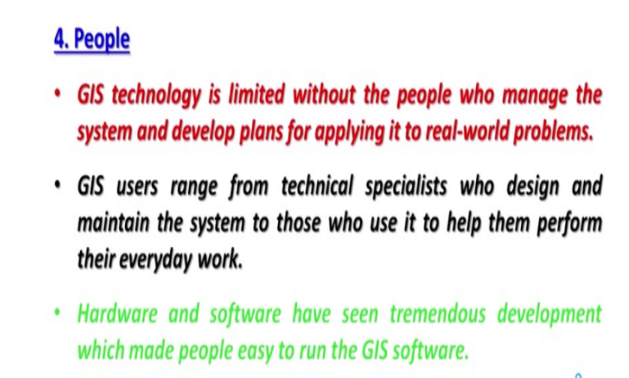 4. People
• GIS technology is limited without the people who manage the
system and develop plans for applying it to real-world problems.
• GIS users range from technical specialists who design and
maintain the system to those who use it to help them perform
their everyday work.
• Hardware and software have seen tremendous development
which made people easy to run the GIS software.